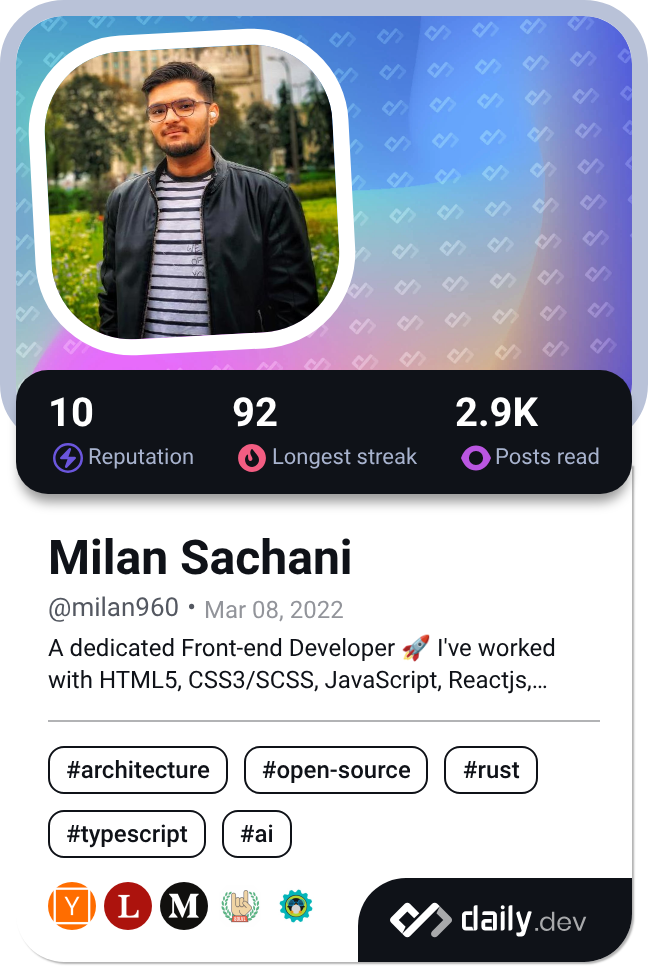 10
92
2.9K
Reputation
Longest streak
Posts read
Milan Sachani
@milan960 • Mar 08, 2022
A dedicated Front-end Developer 🚀 I've worked
with HTML5, CSS3/SCSS, JavaScript, Reactjs,...
#architecture
#open-source
#rust
#typescript
#ai
Y
L
M
daily.dev